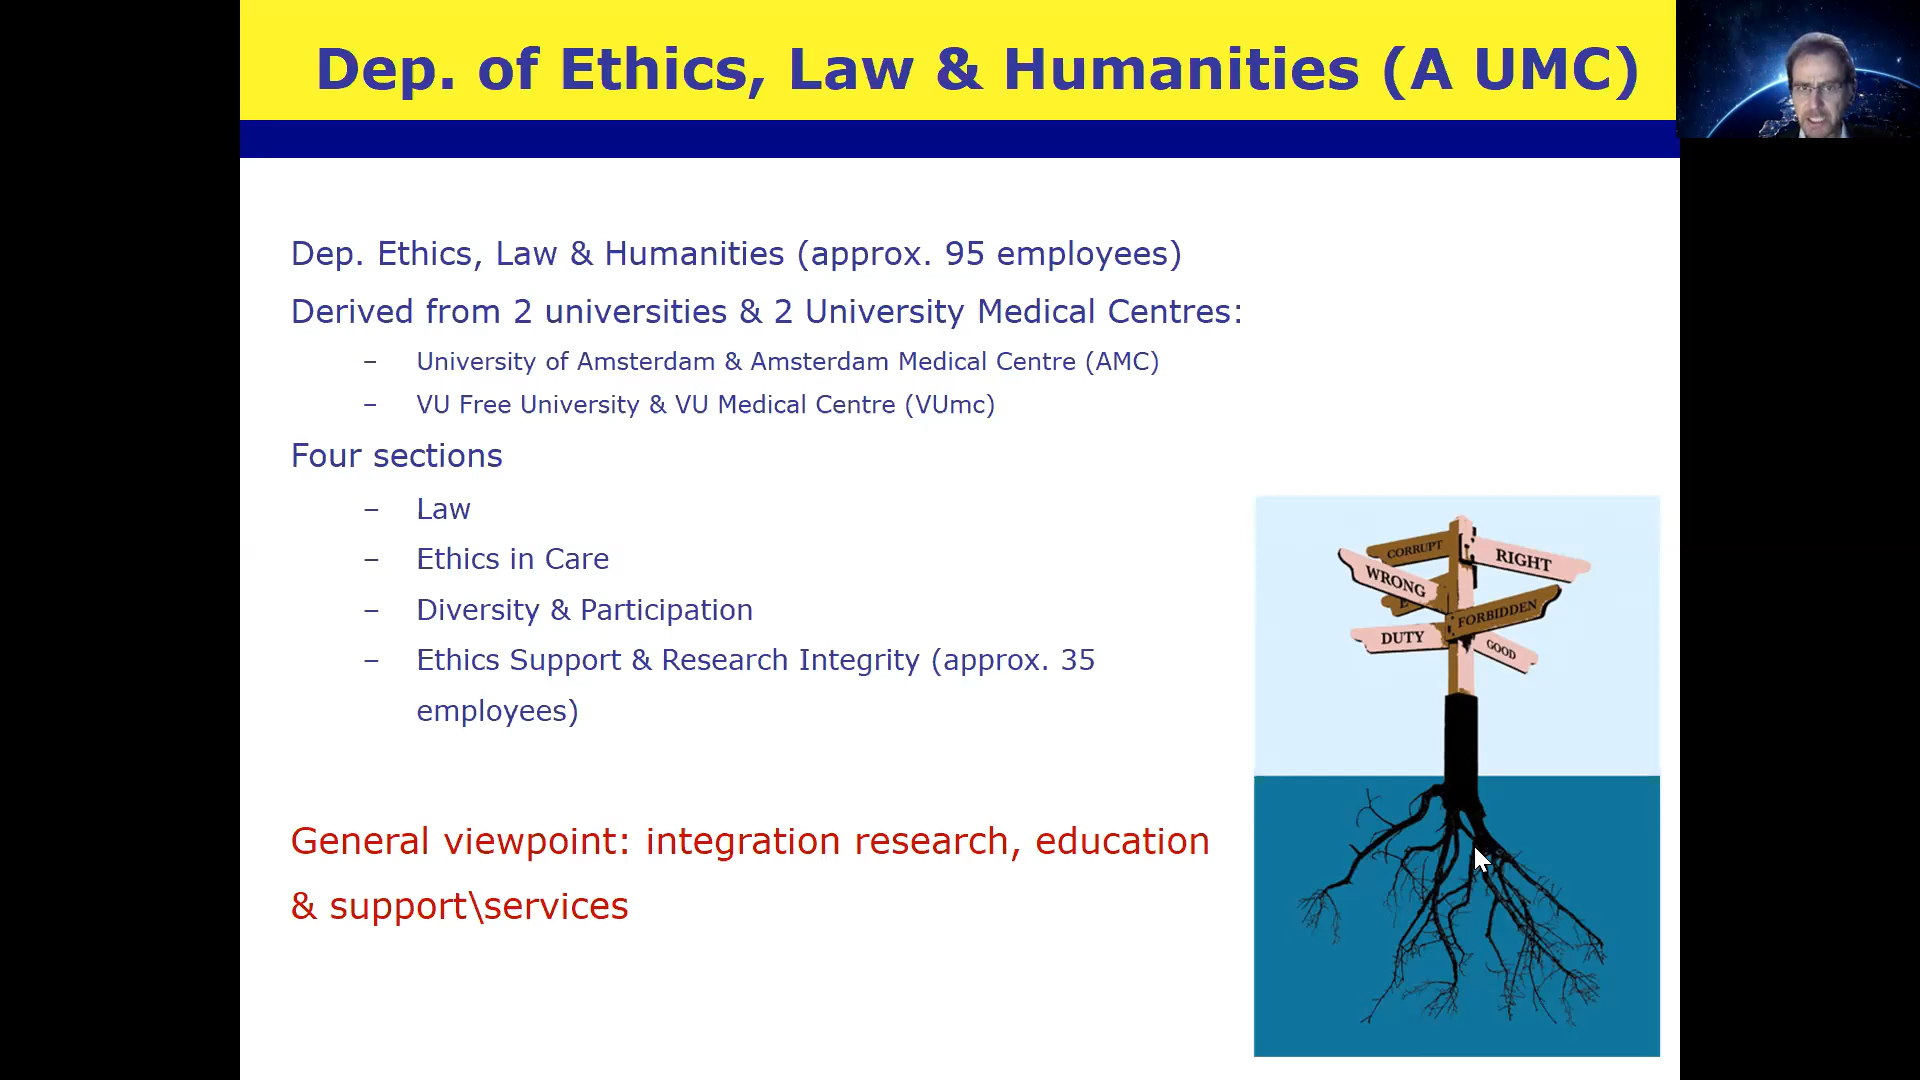 Dep. of Ethics, Law & Humanities (A UMC)
Dep. Ethics, Law & Humanities (approx. 95 employees)
Derived from 2 universities & 2 University Medical Centres:
– University of Amsterdam & Amsterdam Medical Centre (AMC)
– VU Free University & VU Medical Centre (VUmc)
Four sections
– Law
– Ethics in Care
– Diversity & Participation
– Ethics Support & Research Integrity (approx. 35
employees)
General viewpoint: integration research, education
& support\services
CORRUPT
RIGHT
WRONG
FORBIDDEN
DUTY
GOOD